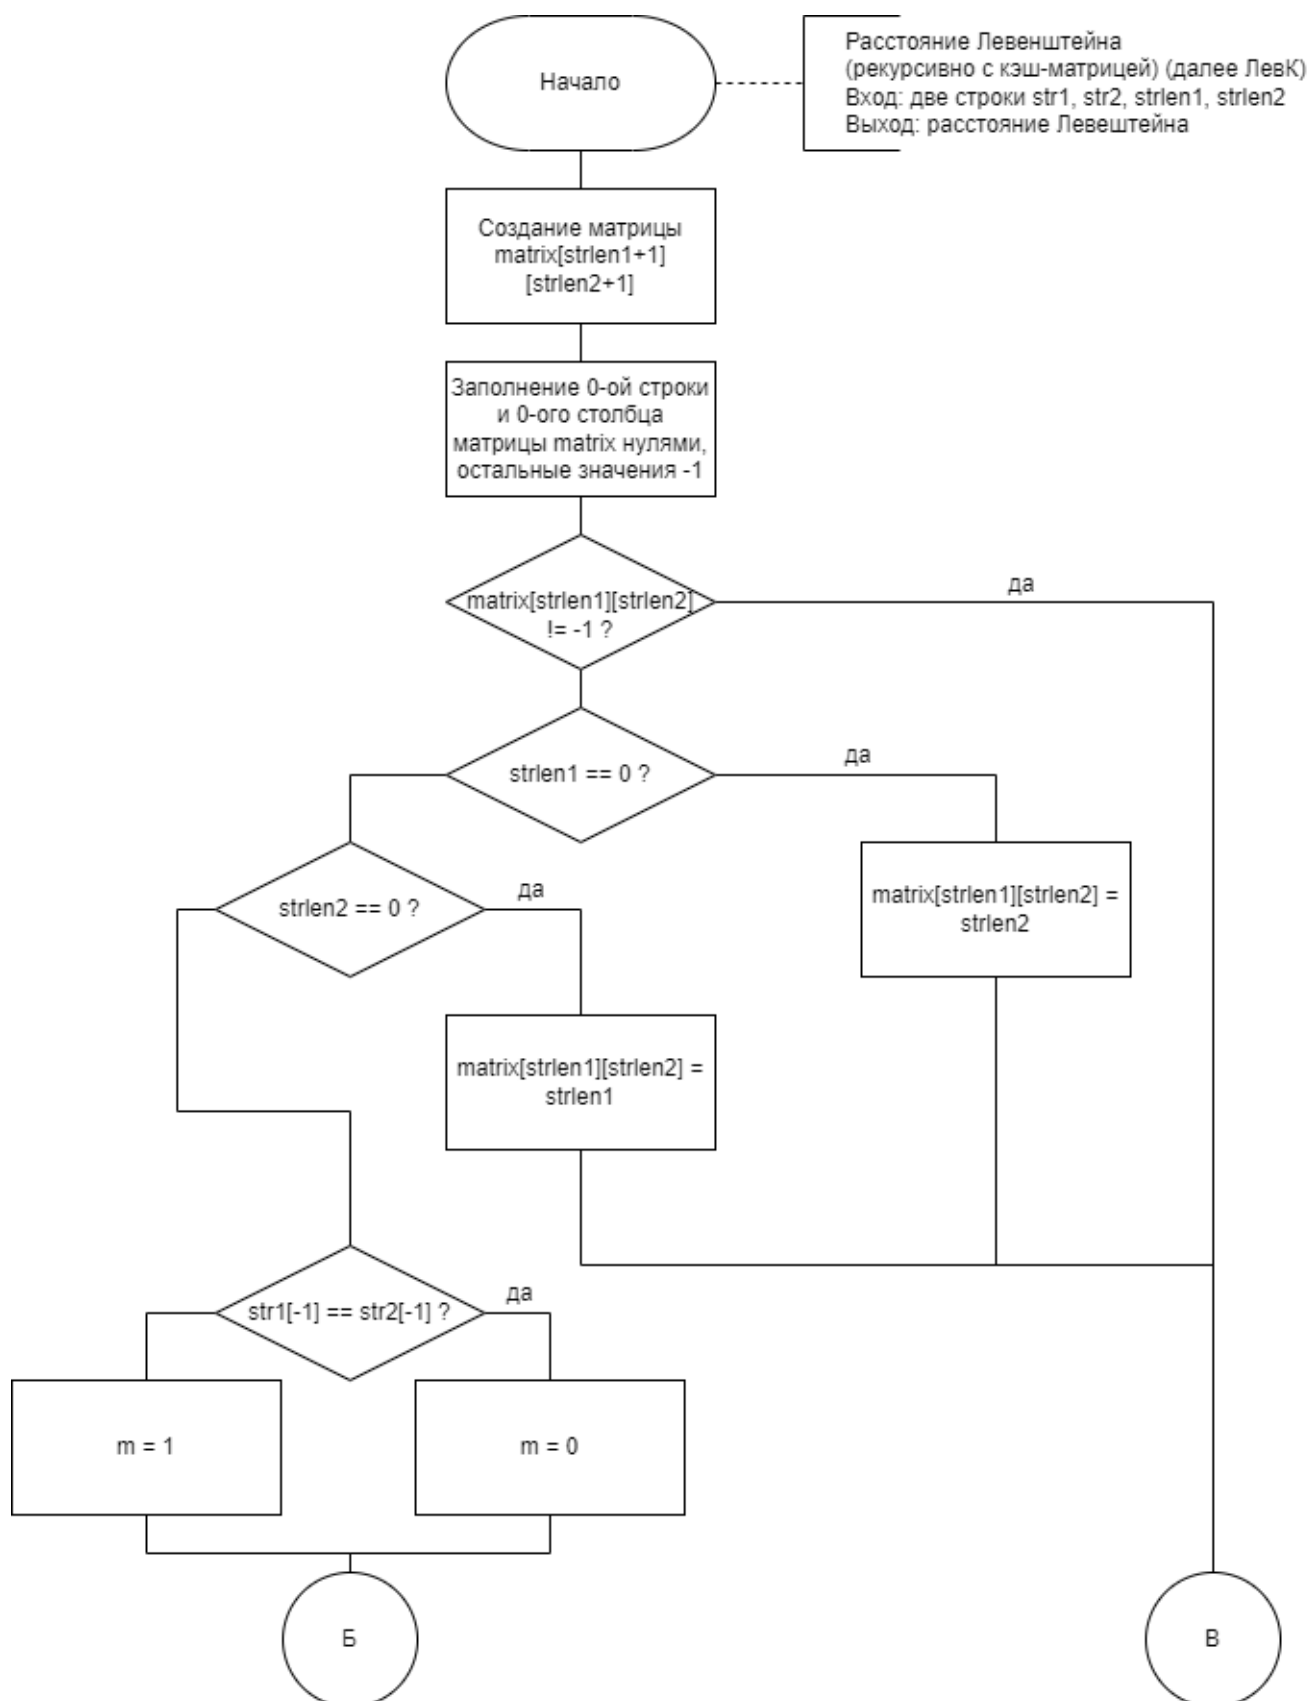 Начало
Расстояние Левенштейна
(рекурсивно с кэш-матрицей) (далее ЛевК)
Вход: две строки str1, str2, strlen1, strlen2
Выход: расстояние Левештейна
Создание матрицы
matrix[strlen1+1]
[strlen2+1]
Заполнение 0-ой строки
и 0-ого столбца
матрицы matrix нулями,
остальные значения -1
matrix[strlen1][strlen2]
!= -1 ?
да
strlen1 == 0 ?
да
matrix[strlen1][strlen2] =
strlen2
strlen2 == 0 ?
да
matrix[strlen1][strlen2] =
strlen1
str1[-1] == str2[-1] ?
да
m = 1
m = 0
Б
В